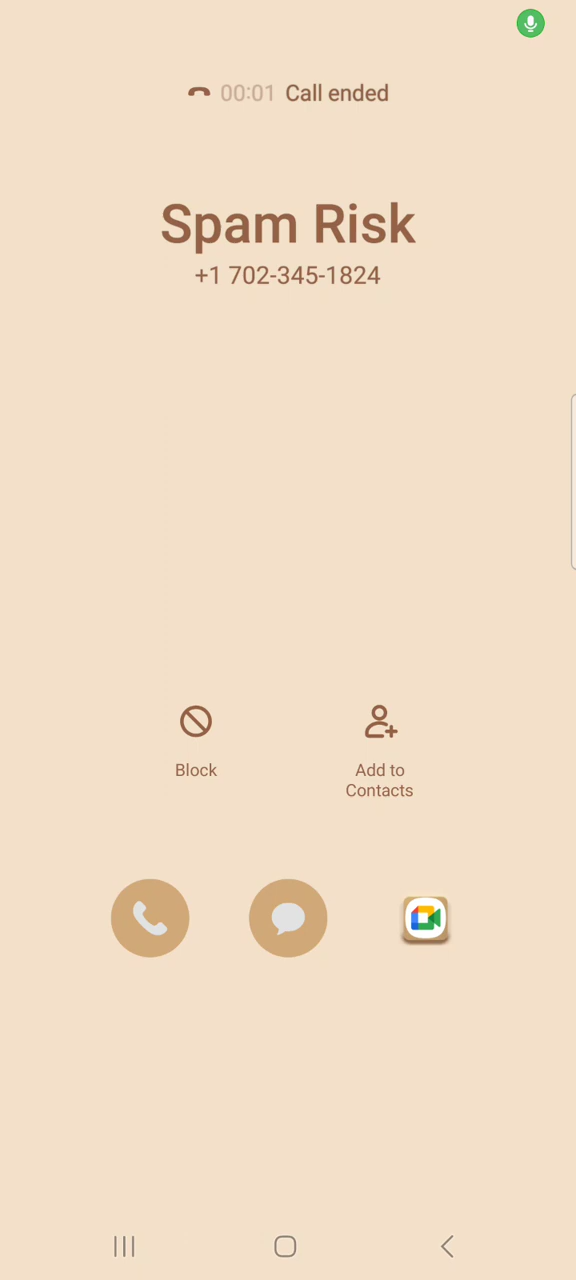 00:01 Call ended
Spam Risk
+1 702-345-1824
Block
Add to
Contacts